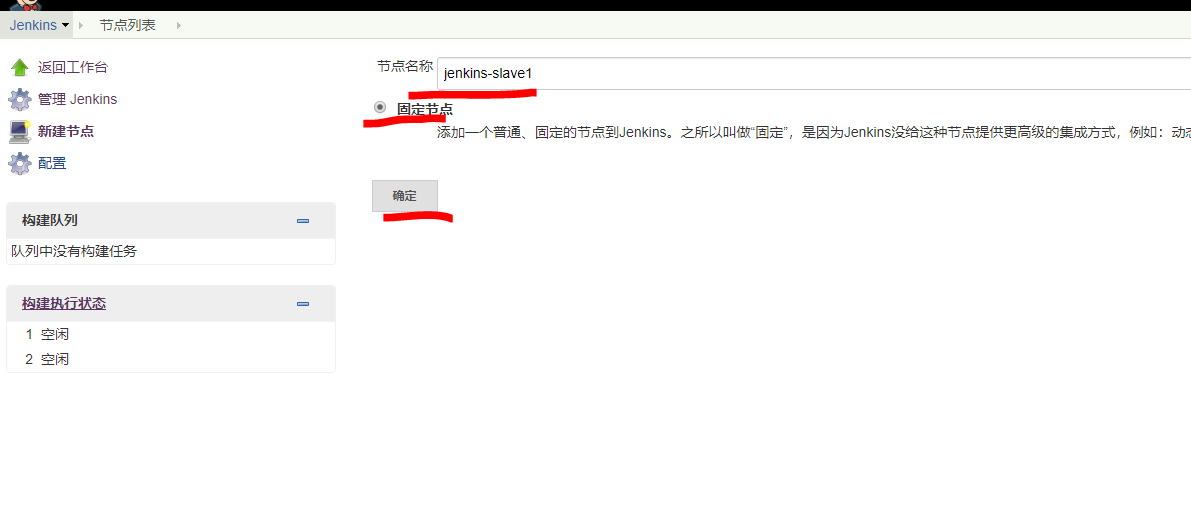 Jenkins 节点列表
返回工作台
管理 Jenkins
新建节点
配置
构建队列
队列中没有构建任务
构建执行状态
1 空闲
2 空闲
节点名称 jenkins-slave1
固定节点
添加一个普通、固定的节点到Jenkins。之所以叫做“固定”，是因为Jenkins没给这种节点提供更高级的集成方式，例如：动态
确定